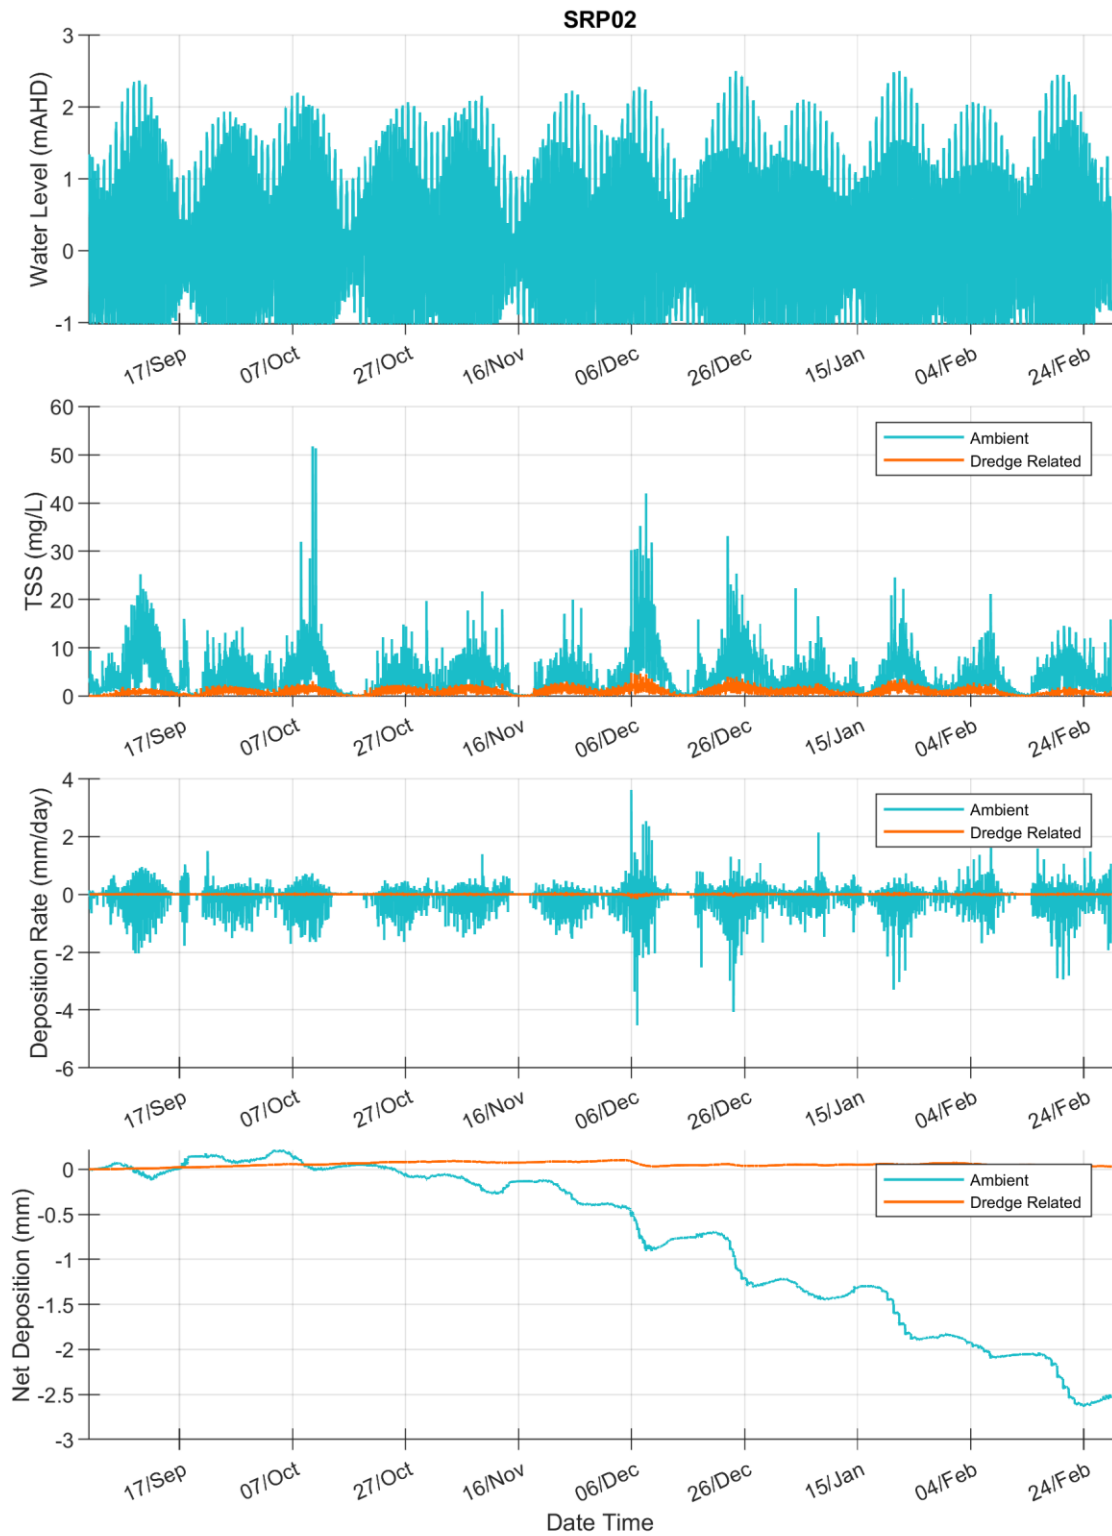 SRP02
Water Level (mAHD)
3
2
1
0
-1
17/Sep 07/Oct 27/Oct 16/Nov 06/Dec 26/Dec 15/Jan 04/Feb 24/Feb
TSS (mg/L)
60
50
40
30
20
10
0
Ambient
Dredge Related
17/Sep 07/Oct 27/Oct 16/Nov 06/Dec 26/Dec 15/Jan 04/Feb 24/Feb
Deposition Rate (mm/day)
4
2
0
-2
-4
-6
Ambient
Dredge Related
17/Sep 07/Oct 27/Oct 16/Nov 06/Dec 26/Dec 15/Jan 04/Feb 24/Feb
Net Deposition (mm)
0
-0.5
-1
-1.5
-2
-2.5
-3
Ambient
Dredge Related
17/Sep 07/Oct 27/Oct 16/Nov 06/Dec 26/Dec 15/Jan 04/Feb 24/Feb
Date Time